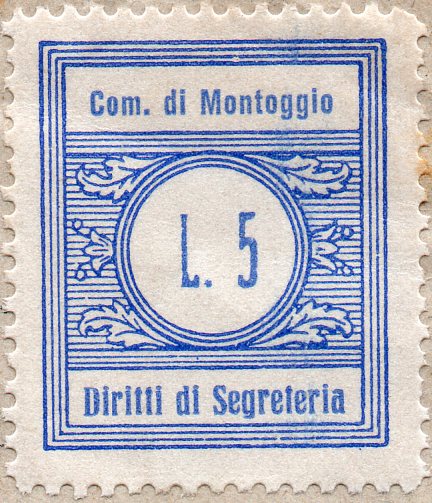 Com. di Montoggio
L. 5
Diritti di Segreteria